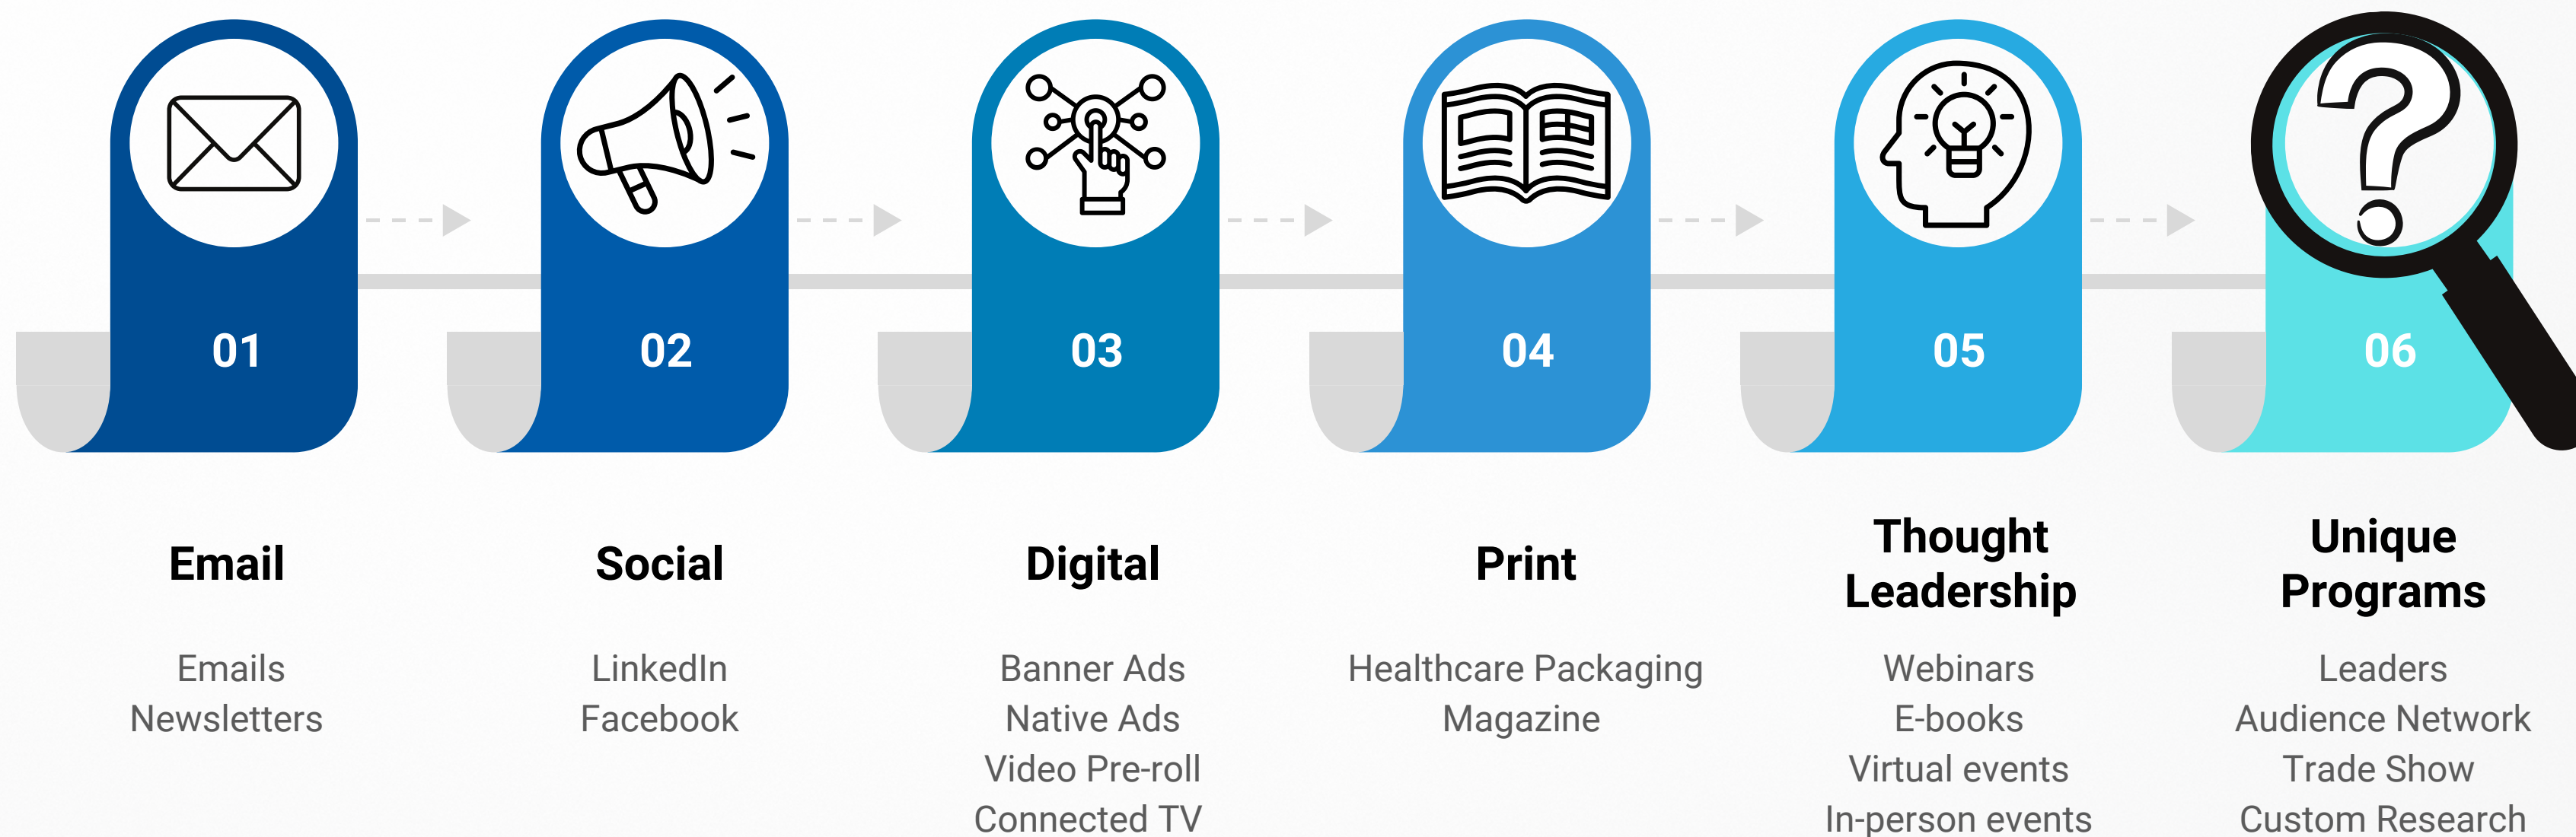 01
02
03
04
05
06
Email
Emails
Newsletters
Social
LinkedIn
Facebook
Digital
Banner Ads
Native Ads
Video Pre-roll
Connected TV
Print
Healthcare Packaging
Magazine
Thought
Leadership
Webinars
E-books
Virtual events
In-person events
Unique
Programs
Leaders
Audience Network
Trade Show
Custom Research